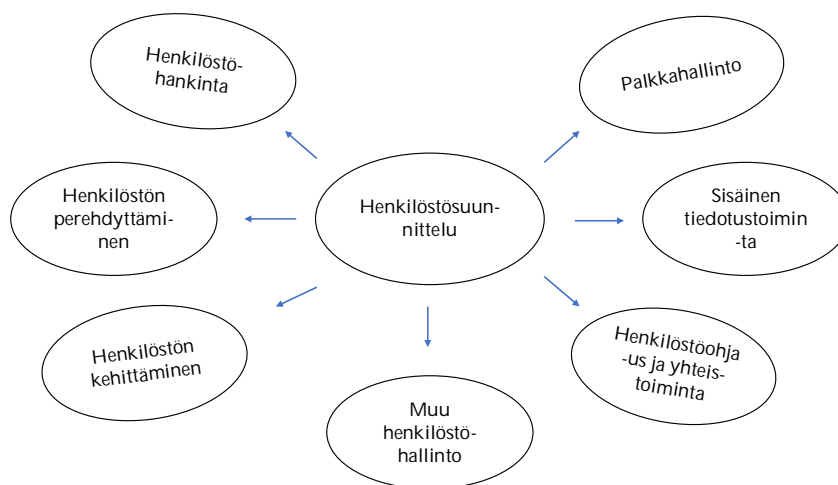 Henkilöstö-
hankinta
Palkkahallinto
Henkilöstön
perehdyttämi-
nen
Henkilöstösuun-
nittelu
Sisäinen
tiedotustoimin
-ta
Henkilöstön
kehittäminen
Muu
henkilöstö-
hallinto
Henkilöstöohja
-us ja yhteis-
toiminta